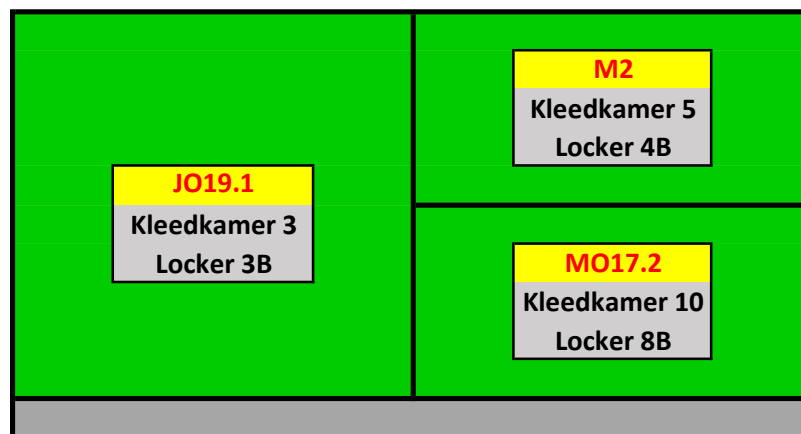 JO19.1
Kleedkamer 3
Locker 3B
M2
Kleedkamer 5
Locker 4B
MO17.2
Kleedkamer 10
Locker 8B